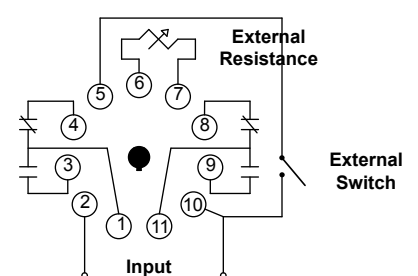 External
Resistance
6
5
7
4
8
3
9
External
Switch
2
10
1
11
Input